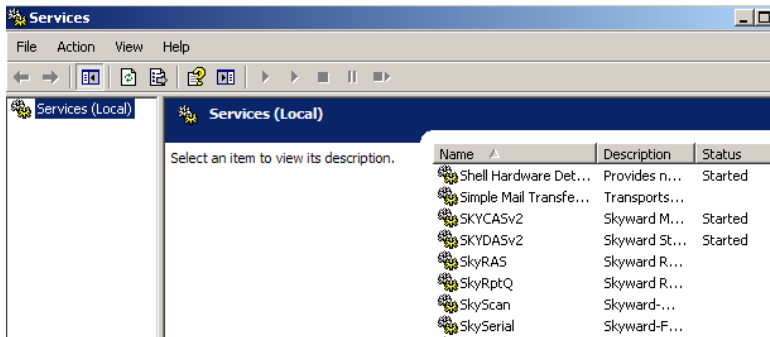 Services
File Action View Help
Services (Local)
Services (Local)
Select an item to view its description.
Name Description Status
Shell Hardware Det... Provides n... Started
Simple Mail Transfe... Transports...
SKYCASv2 Skyward M... Started
SKYDASv2 Skyward St... Started
SkyRAS Skyward R...
SkyRptQ Skyward R...
SkyScan Skyward-...
SkySerial Skyward-F...